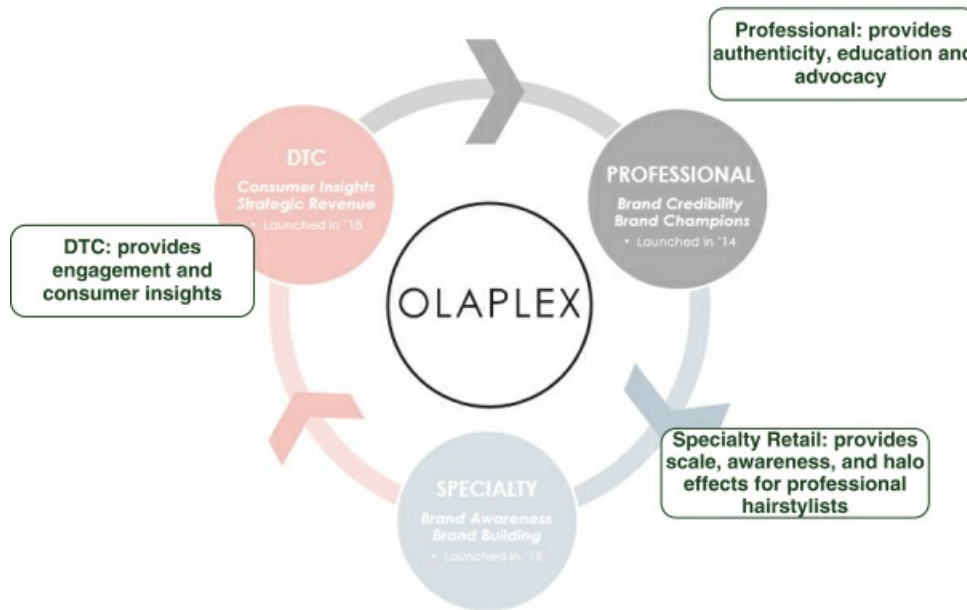 Professional: provides
authenticity, education and
advocacy
DTC
Consumer Insights
Strategic Revenue
• Launched in '18
PROFESSIONAL
Brand Credibility
Brand Champions
• Launched in '14
DTC: provides
engagement and
consumer insights
OLAPLEX
Specialty Retail: provides
scale, awareness, and halo
effects for professional
hairstylists
SPECIALTY
Brand Awareness
Brand Building
• Launched in '18